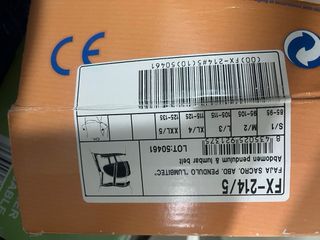 FX-214/5
FAJA SACRO. ABD. PENDULO "LUMBITEC"
Abdomen pendulum & lumbar belt
LOT:50461
S/1 M/2 L/3 XL/4 XXL/5
85-95 95-105 105-115 115-125 125-135
FX-214#5(10)50461
CE